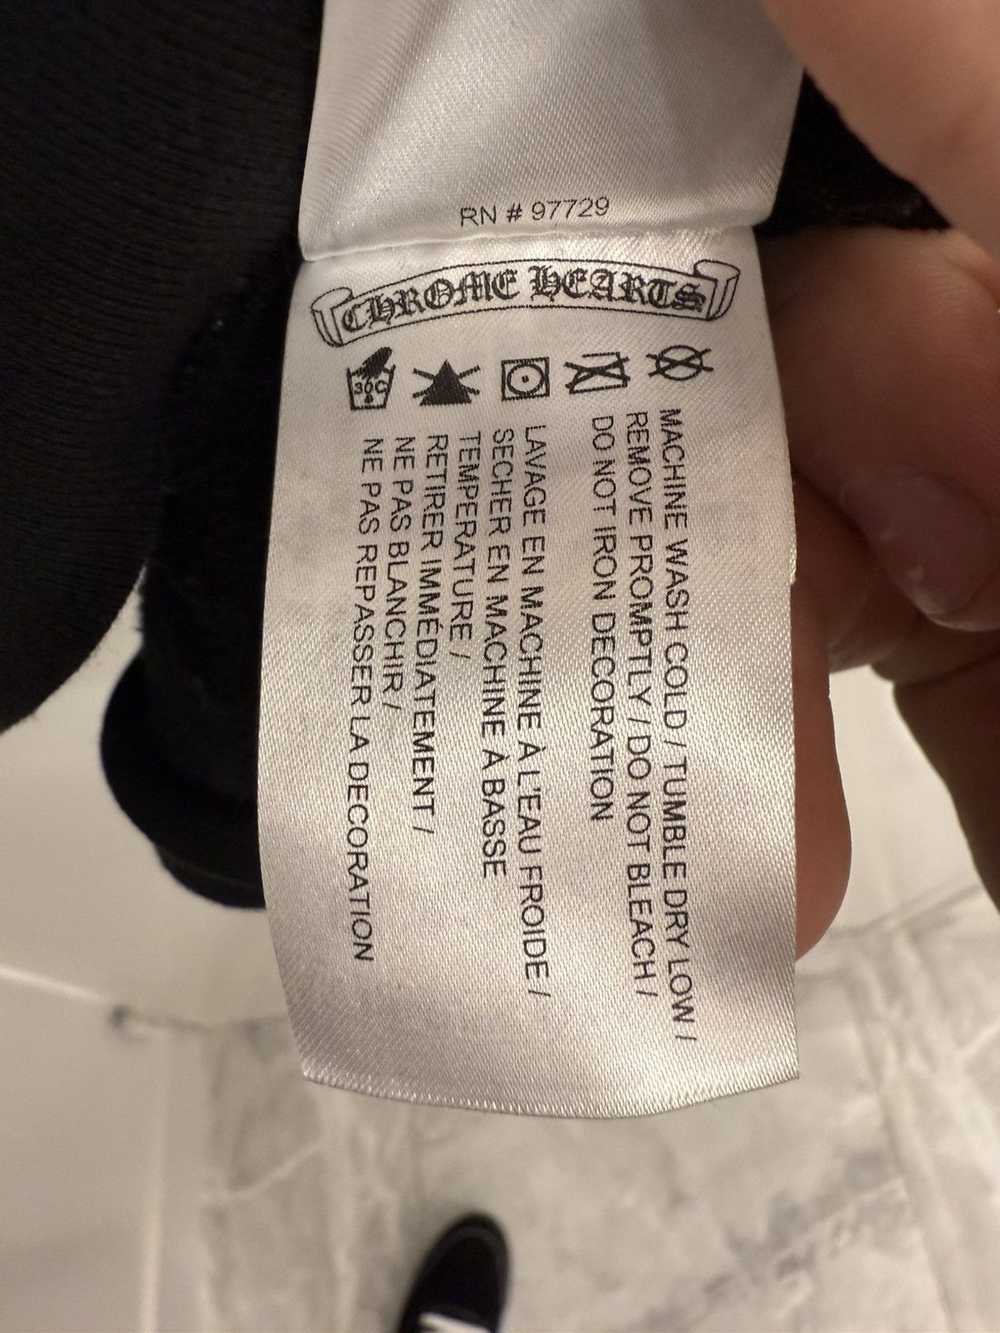 RN # 97729
CHROME HEARTS
30C
MACHINE WASH COLD / TUMBLE DRY LOW /
REMOVE PROMPTLY / DO NOT BLEACH /
DO NOT IRON DECORATION
LAVAGE EN MACHINE À L'EAU FROIDE /
SECHER EN MACHINE À BASSE
TEMPERATURE /
RETIRER IMMÉDIATEMENT /
NE PAS BLANCHIR /
NE PAS REPASSER LA DECORATION